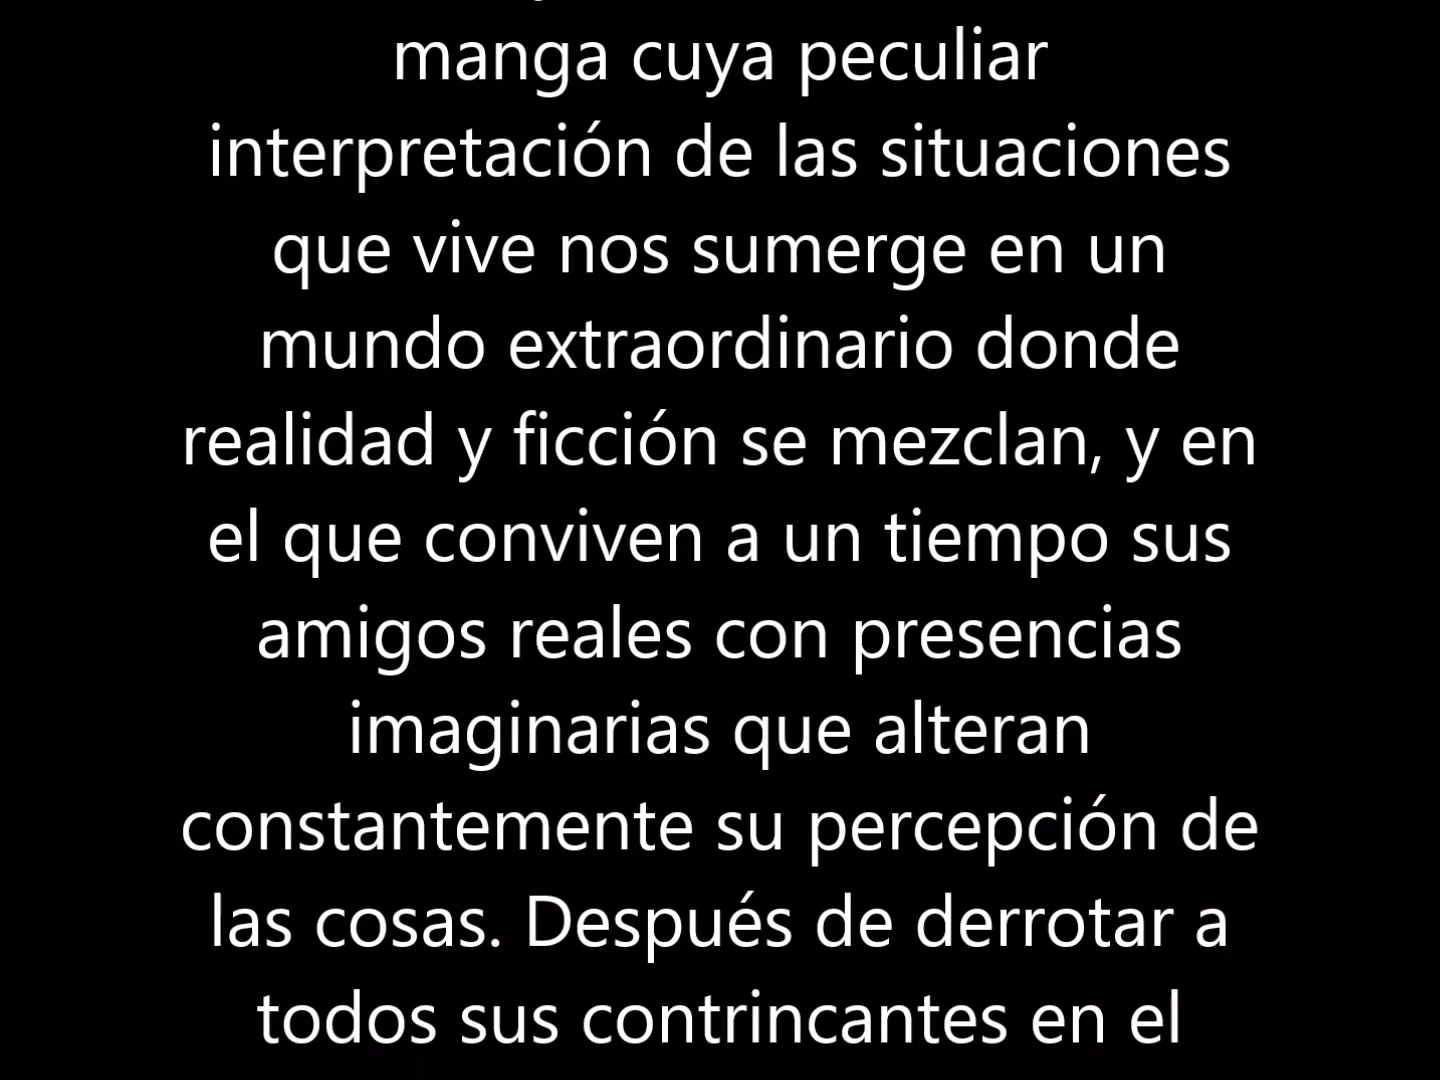 manga cuya peculiar
interpretación de las situaciones
que vive nos sumerge en un
mundo extraordinario donde
realidad y ficción se mezclan, y en
el que conviven a un tiempo sus
amigos reales con presencias
imaginarias que alteran
constantemente su percepción de
las cosas. Después de derrotar a
todos sus contrincantes en el